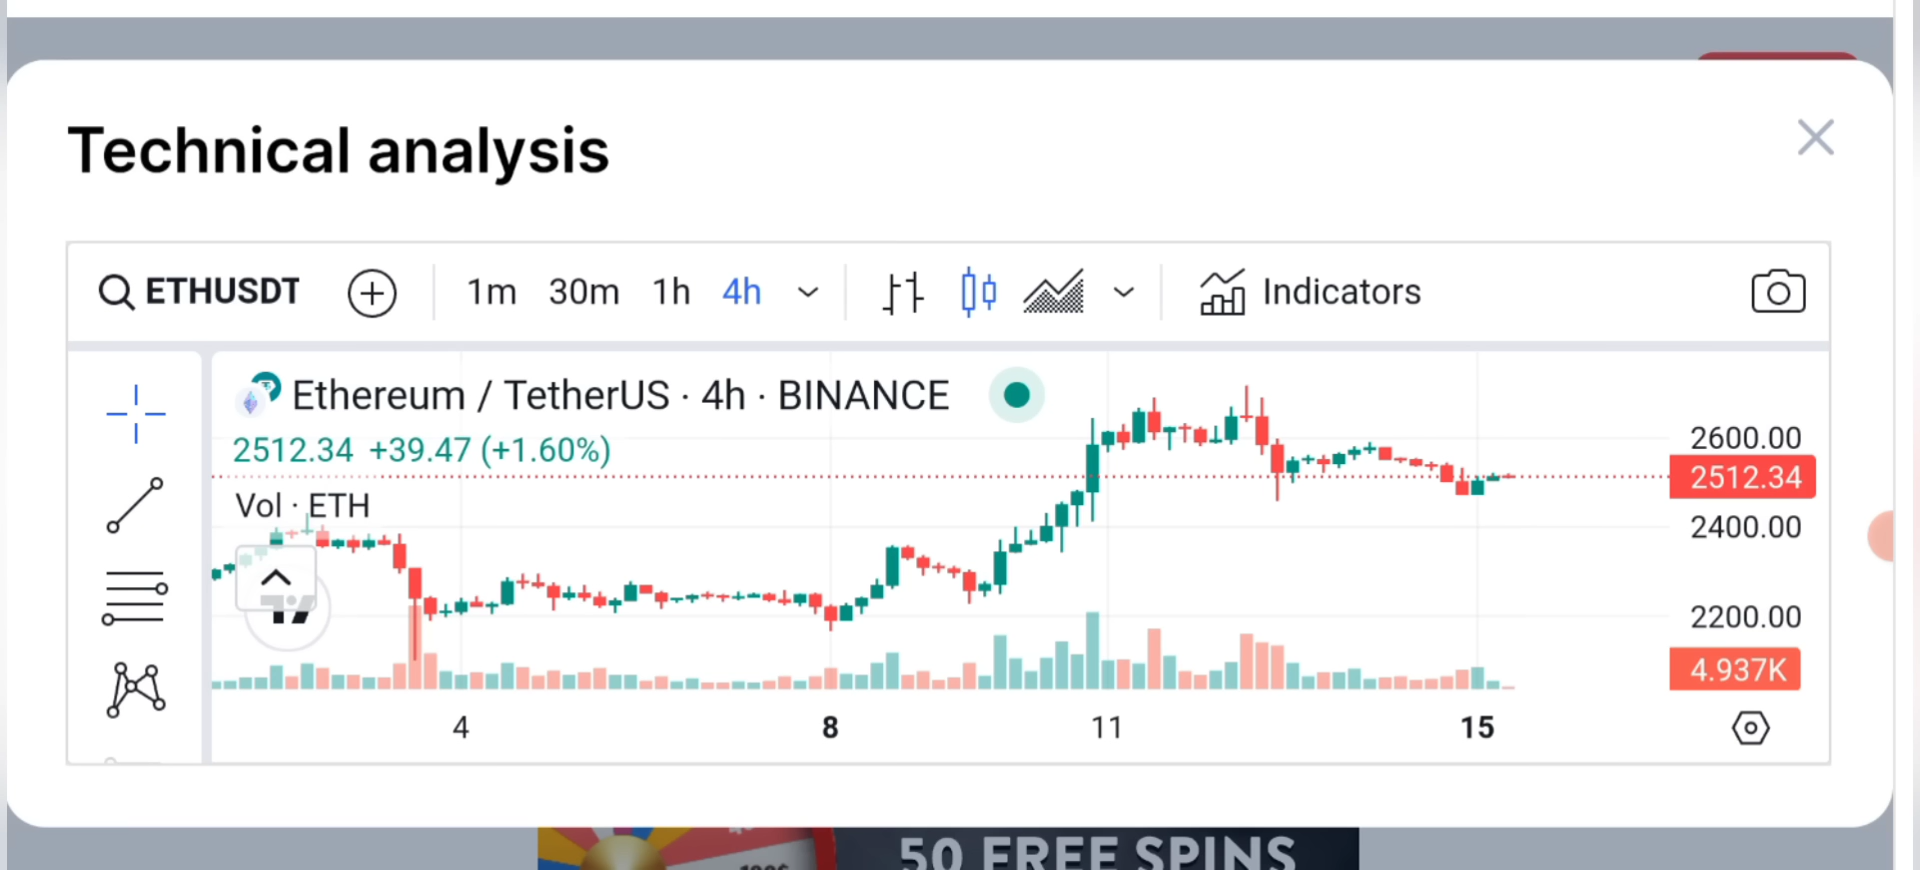 Technical analysis
ETHUSDT 1m 30m 1h 4h Indicators
Ethereum / TetherUS · 4h · BINANCE
2512.34 +39.47 (+1.60%)
Vol · ETH
2600.00
2512.34
2400.00
2200.00
4.937K
4 8 11 15
50 FREE SPINS